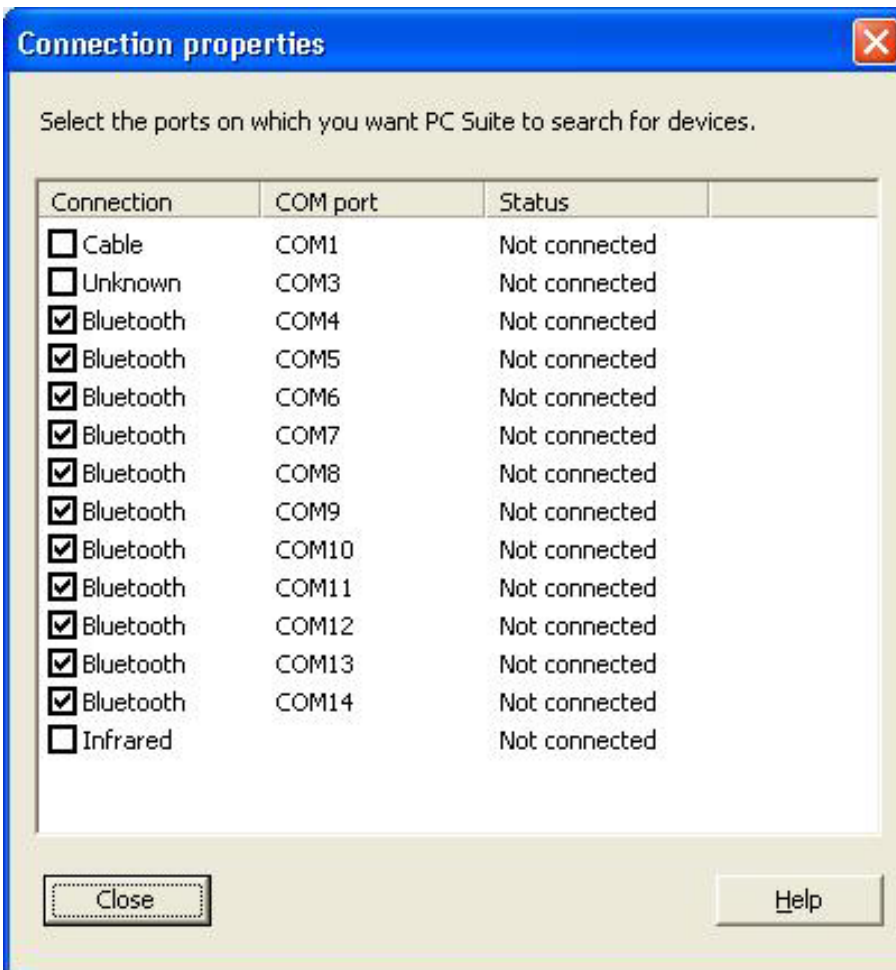 Connection properties
Select the ports on which you want PC Suite to search for devices.
Connection COM port Status
Cable COM1 Not connected
Unknown COM3 Not connected
Bluetooth COM4 Not connected
Bluetooth COM5 Not connected
Bluetooth COM6 Not connected
Bluetooth COM7 Not connected
Bluetooth COM8 Not connected
Bluetooth COM9 Not connected
Bluetooth COM10 Not connected
Bluetooth COM11 Not connected
Bluetooth COM12 Not connected
Bluetooth COM13 Not connected
Bluetooth COM14 Not connected
Infrared Not connected
Close Help